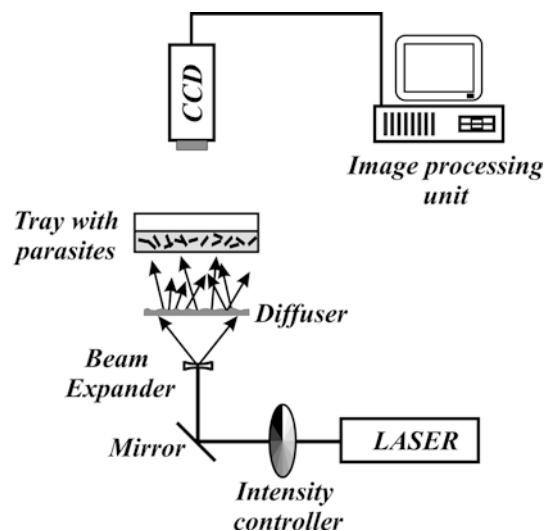 CCD
Image processing
unit
Tray with
parasites
Diffuser
Beam
Expander
Mirror
LASER
Intensity
controller